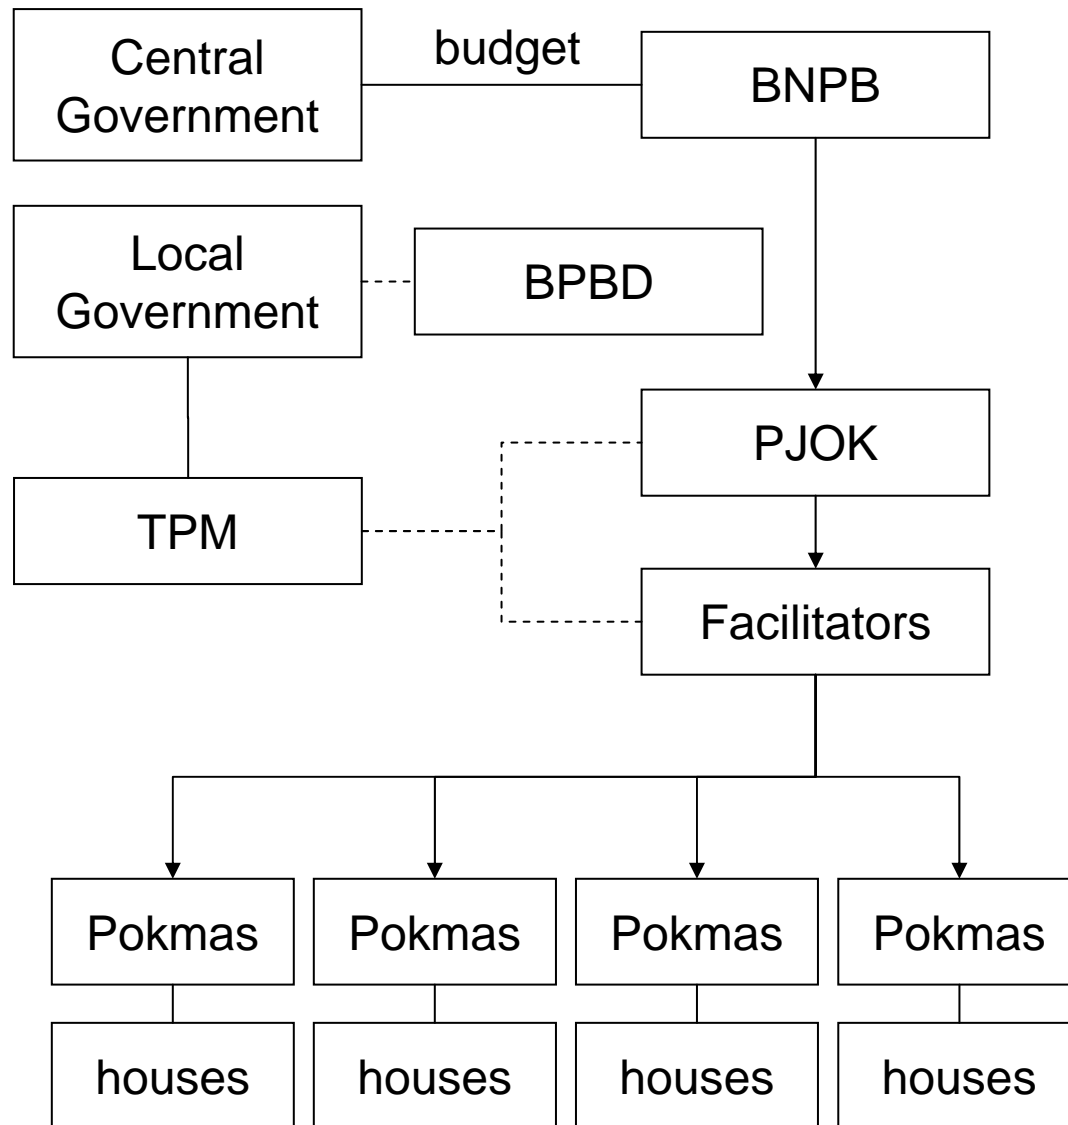 Central
Government
budget
BNPB
Local
Government
BPBD
PJOK
TPM
Facilitators
Pokmas
Pokmas
Pokmas
Pokmas
houses
houses
houses
houses